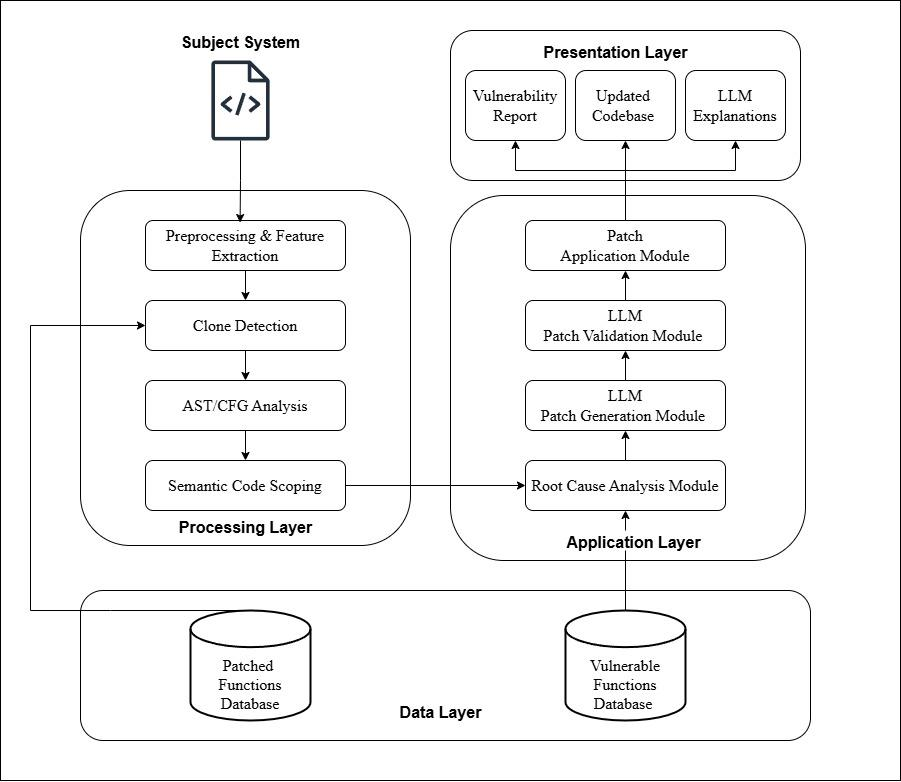 Subject System
</>
Preprocessing & Feature
Extraction
Clone Detection
AST/CFG Analysis
Semantic Code Scoping
Processing Layer
Presentation Layer
Vulnerability
Report
Updated
Codebase
LLM
Explanations
Patch
Application Module
LLM
Patch Validation Module
LLM
Patch Generation Module
Root Cause Analysis Module
Application Layer
Patched
Functions
Database
Vulnerable
Functions
Database
Data Layer